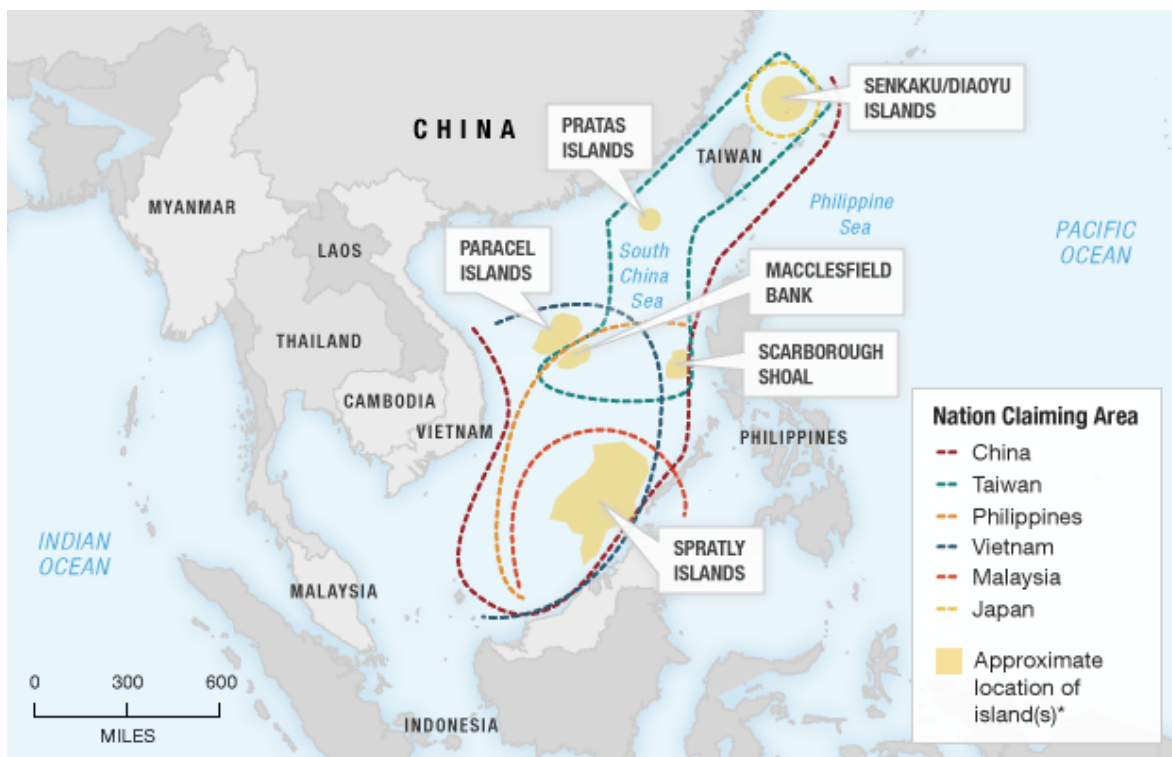 SENKAKU/DIAOYU
ISLANDS
CHINA
PRATAS
ISLANDS
TAIWAN
MYANMAR
Philippine
Sea
PACIFIC
OCEAN
LAOS
PARACEL
ISLANDS
South
China
Sea
MACCLESFIELD
BANK
THAILAND
SCARBOROUGH
SHOAL
CAMBODIA
VIETNAM
PHILIPPINES
INDIAN
OCEAN
SPRATLY
ISLANDS
MALAYSIA
INDONESIA
0 300 600
MILES
Nation Claiming Area
China
Taiwan
Philippines
Vietnam
Malaysia
Japan
Approximate
location of
island(s)*